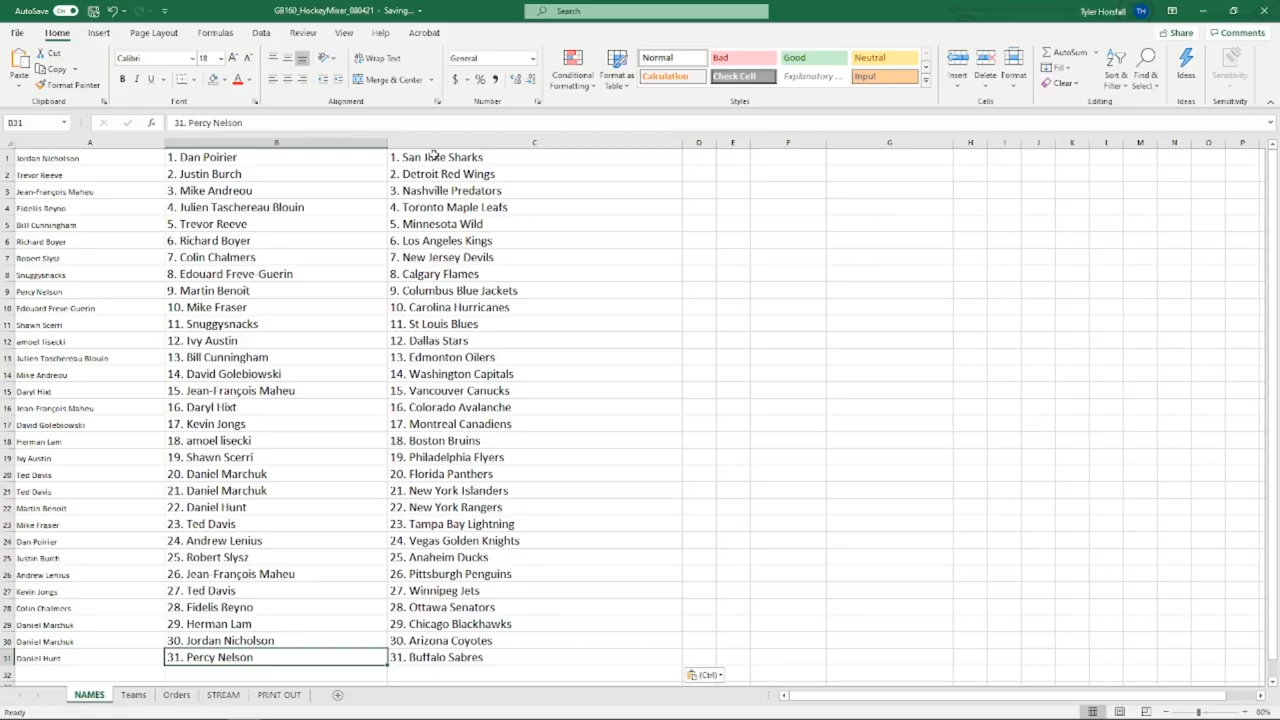 AutoSave On GB160_HockeyMixer_080421 - Saving... Search Tyler Horsfall TH
File Home Insert Page Layout Formulas Data Review View Help Acrobat Share Comments
Cut Calibri 18 Wrap Text General Normal Bad Good Neutral AutoSum
Copy Fill
Paste Format Painter Merge & Center Conditional Formatting Format as Table Calculation Check Cell Explanatory ... Input Insert Delete Format Clear Sort & Filter Find & Select Ideas Sensitivity
Clipboard Font Alignment Number Styles Cells Editing Ideas Sensitivity
B31 fx 31. Percy Nelson
A B C D E F G H I J K L M N O P
1 Jordan Nicholson 1. Dan Poirier 1. San Jose Sharks
2 Trevor Reeve 2. Justin Burch 2. Detroit Red Wings
3 Jean-François Maheu 3. Mike Andreou 3. Nashville Predators
4 Fidelis Reyno 4. Julien Taschereau Blouin 4. Toronto Maple Leafs
5 Bill Cunningham 5. Trevor Reeve 5. Minnesota Wild
6 Richard Boyer 6. Richard Boyer 6. Los Angeles Kings
7 Robert Slysz 7. Colin Chalmers 7. New Jersey Devils
8 Snuggysnacks 8. Edouard Freve-Guerin 8. Calgary Flames
9 Percy Nelson 9. Martin Benoit 9. Columbus Blue Jackets
10 Edouard Freve-Guerin 10. Mike Fraser 10. Carolina Hurricanes
11 Shawn Scerri 11. Snuggysnacks 11. St Louis Blues
12 amoel lisecki 12. Ivy Austin 12. Dallas Stars
13 Julien Taschereau Blouin 13. Bill Cunningham 13. Edmonton Oilers
14 Mike Andreou 14. David Golebiowski 14. Washington Capitals
15 Daryl Hixt 15. Jean-François Maheu 15. Vancouver Canucks
16 Jean-François Maheu 16. Daryl Hixt 16. Colorado Avalanche
17 David Golebiowski 17. Kevin Jongs 17. Montreal Canadiens
18 Herman Lam 18. amoel lisecki 18. Boston Bruins
19 Ivy Austin 19. Shawn Scerri 19. Philadelphia Flyers
20 Ted Davis 20. Daniel Marchuk 20. Florida Panthers
21 Ted Davis 21. Daniel Marchuk 21. New York Islanders
22 Martin Benoit 22. Daniel Hunt 22. New York Rangers
23 Mike Fraser 23. Ted Davis 23. Tampa Bay Lightning
24 Dan Poirier 24. Andrew Lenius 24. Vegas Golden Knights
25 Justin Burch 25. Robert Slysz 25. Anaheim Ducks
26 Andrew Lenius 26. Jean-François Maheu 26. Pittsburgh Penguins
27 Kevin Jongs 27. Ted Davis 27. Winnipeg Jets
28 Colin Chalmers 28. Fidelis Reyno 28. Ottawa Senators
29 Daniel Marchuk 29. Herman Lam 29. Chicago Blackhawks
30 Daniel Marchuk 30. Jordan Nicholson 30. Arizona Coyotes
31 Daniel Hunt 31. Percy Nelson 31. Buffalo Sabres
32 (Ctrl)
NAMES Teams Orders STREAM PRINT OUT
Ready 80%